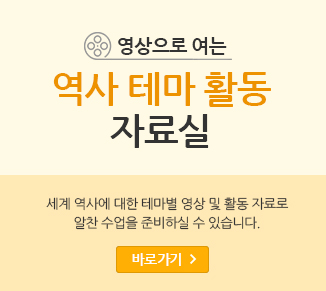 영상으로 여는
역사 테마 활동
자료실
세계 역사에 대한 테마별 영상 및 활동 자료로
알찬 수업을 준비하실 수 있습니다.
바로가기